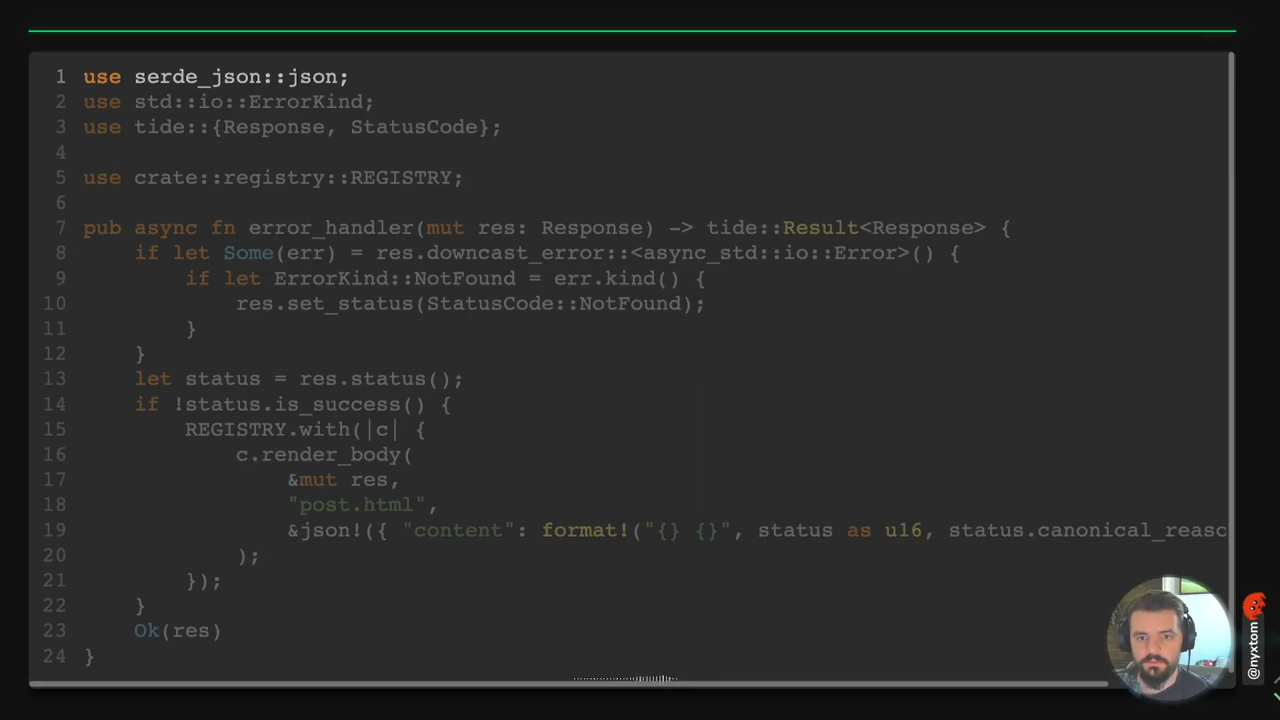 1 use serde_json::json;
2 use std::io::ErrorKind;
3 use tide::{Response, StatusCode};
4
5 use crate::registry::REGISTRY;
6
7 pub async fn error_handler(mut res: Response) -> tide::Result<Response> {
8     if let Some(err) = res.downcast_error::<async_std::io::Error>() {
9         if let ErrorKind::NotFound = err.kind() {
10             res.set_status(StatusCode::NotFound);
11         }
12     }
13     let status = res.status();
14     if !status.is_success() {
15         REGISTRY.with(|c| {
16             c.render_body(
17                 &mut res,
18                 "post.html",
19                 &json!({ "content": format!("{} {}", status as u16, status.canonical_reaso
20             );
21         });
22     }
23     Ok(res)
24 }
@nyxtom